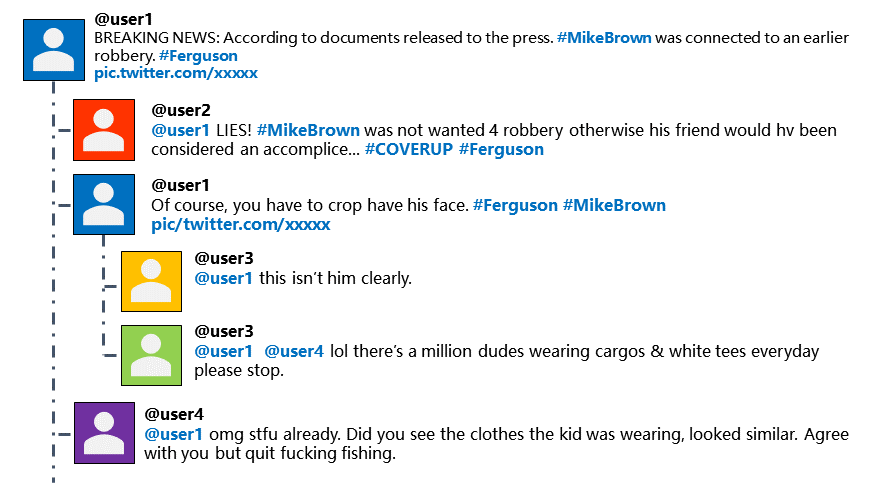 @user1
BREAKING NEWS: According to documents released to the press. #MikeBrown was connected to an earlier
robbery. #Ferguson
pic.twitter.com/xxxxx
@user2
@user1 LIES! #MikeBrown was not wanted 4 robbery otherwise his friend would hv been
considered an accomplice... #COVERUP #Ferguson
@user1
Of course, you have to crop have his face. #Ferguson #MikeBrown
pic/twitter.com/xxxxx
@user3
@user1 this isn't him clearly.
@user3
@user1 @user4 lol there's a million dudes wearing cargos & white tees everyday
please stop.
@user4
@user1 omg stfu already. Did you see the clothes the kid was wearing, looked similar. Agree
with you but quit fucking fishing.